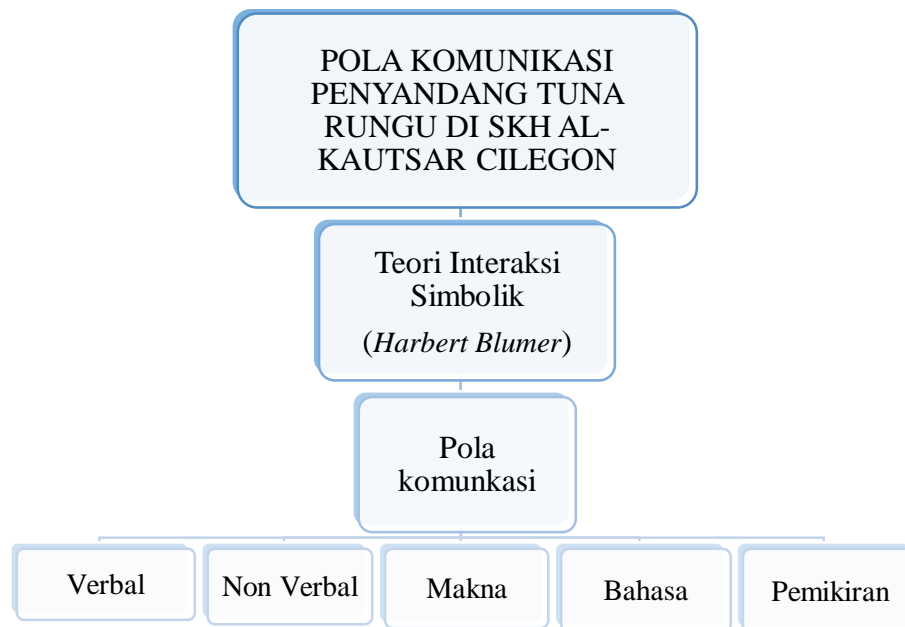 POLA KOMUNIKASI
PENYANDANG TUNA
RUNGU DI SKH AL-
KAUTSAR CILEGON
Teori Interaksi
Simbolik
(Harbert Blumer)
Pola
komunkasi
Verbal
Non Verbal
Makna
Bahasa
Pemikiran